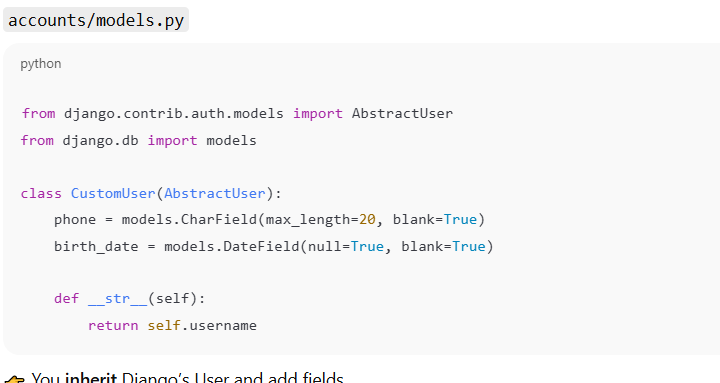 accounts/models.py
python
from django.contrib.auth.models import AbstractUser
from django.db import models
class CustomUser(AbstractUser):
    phone = models.CharField(max_length=20, blank=True)
    birth_date = models.DateField(null=True, blank=True)
    def __str__(self):
        return self.username
You inherit Django's User and add fields